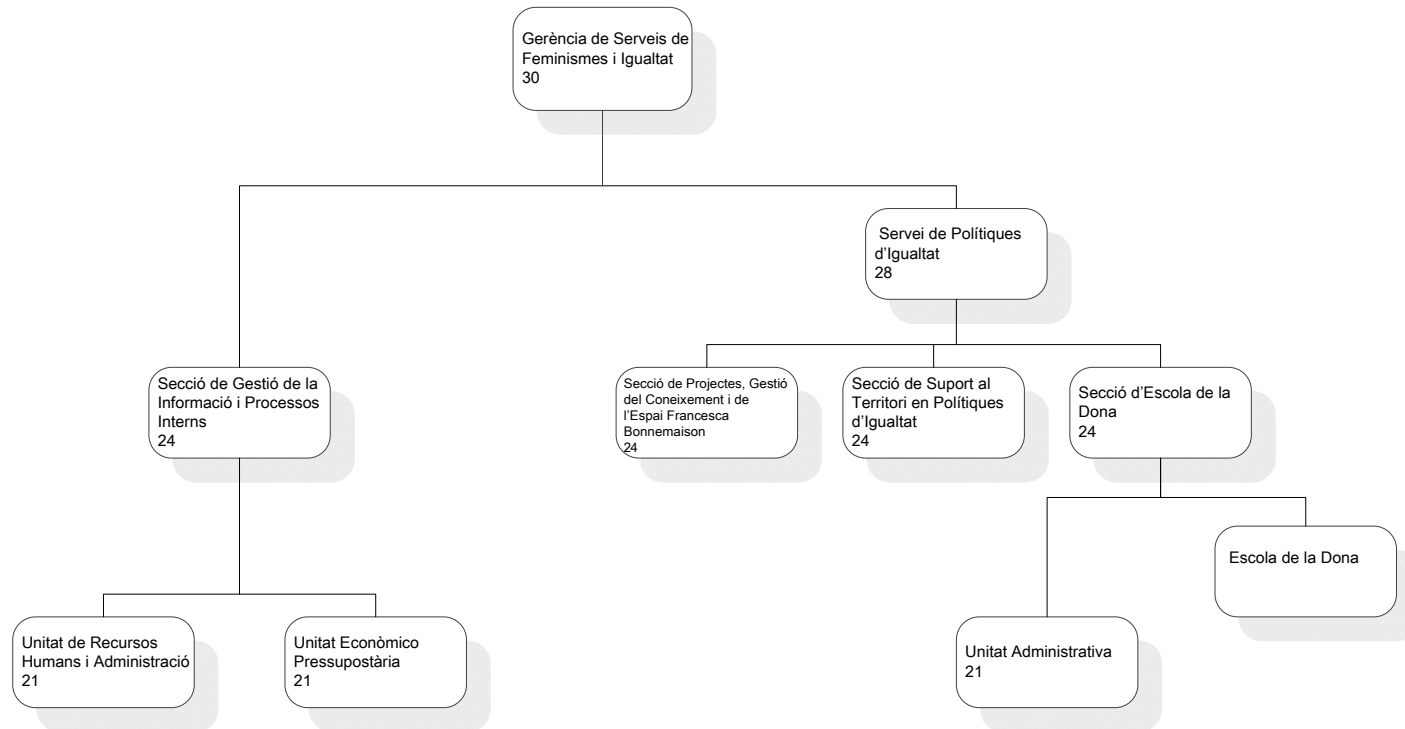 Gerència de Serveis de
Feminismes i Igualtat
30
Servei de Polítiques
d’Igualtat
28
Secció de Gestió de la
Informació i Processos
Interns
24
Secció de Projectes, Gestió
del Coneixement i de
l’Espai Francesca
Bonnemaison
24
Secció de Suport al
Territori en Polítiques
d’Igualtat
24
Secció d’Escola de la
Dona
24
Escola de la Dona
Unitat de Recursos
Humans i Administració
21
Unitat Econòmico
Pressupostària
21
Unitat Administrativa
21